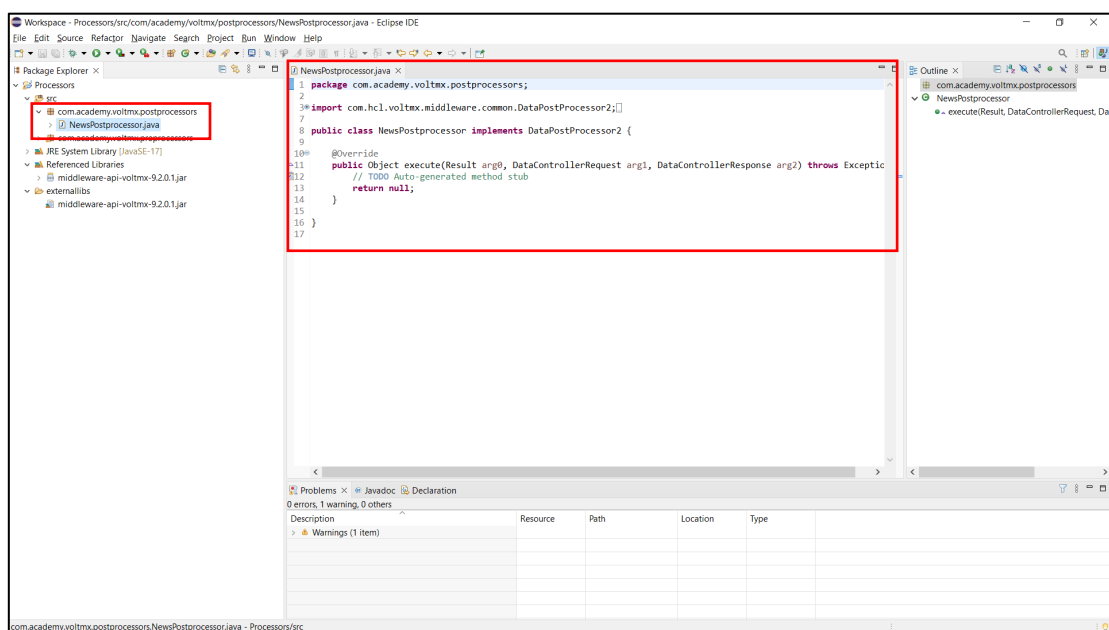 Workspace - Processors/src/com/academy/voltmx/postprocessors/NewsPostprocessor.java - Eclipse IDE
File Edit Source Refactor Navigate Search Project Run Window Help
Package Explorer
Processors
src
com.academy.voltmx.postprocessors
NewsPostprocessor.java
com.academy.voltmx.preprocessors
JRE System Library [JavaSE-17]
Referenced Libraries
middleware-api-voltmx-9.2.0.1.jar
externallibs
middleware-api-voltmx-9.2.0.1.jar
NewsPostprocessor.java
1 package com.academy.voltmx.postprocessors;
2
3 import com.hcl.voltmx.middleware.common.DataPostProcessor2;
7
8 public class NewsPostprocessor implements DataPostProcessor2 {
9
10 @Override
11 public Object execute(Result arg0, DataControllerRequest arg1, DataControllerResponse arg2) throws Exceptio
12 // TODO Auto-generated method stub
13 return null;
14 }
15
16 }
17
Outline
com.academy.voltmx.postprocessors
NewsPostprocessor
execute(Result, DataControllerRequest, Da
Problems Javadoc Declaration
0 errors, 1 warning, 0 others
Description Resource Path Location Type
Warnings (1 item)
com.academy.voltmx.postprocessors.NewsPostprocessor.java - Processors/src